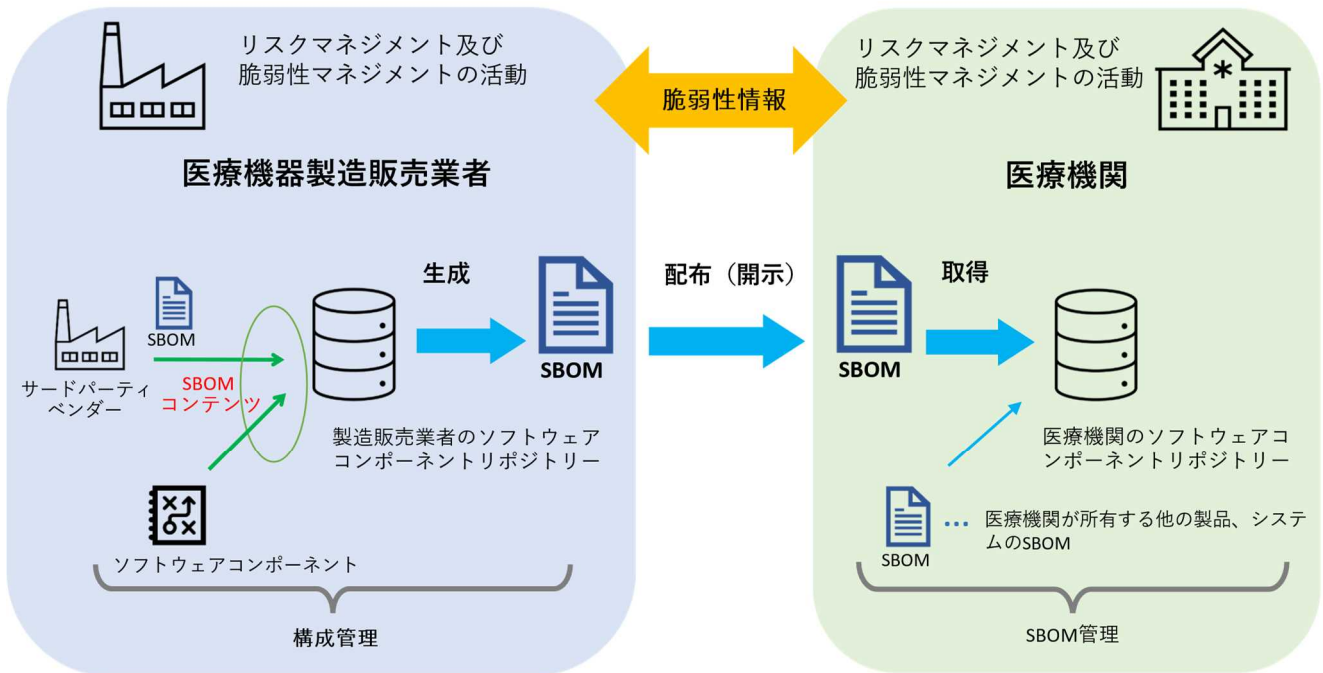 リスクマネジメント及び
脆弱性マネジメントの活動
医療機器製造販売業者
脆弱性情報
リスクマネジメント及び
脆弱性マネジメントの活動
医療機関
SBOM
サードパーティ
ベンダー
SBOM
コンテンツ
ソフトウェアコンポーネント
製造販売業者のソフトウェア
コンポーネントリポジトリー
生成
SBOM
構成管理
配布（開示）
SBOM
取得
医療機関のソフトウェアコ
ンポーネントリポジトリー
SBOM
… 医療機関が所有する他の製品、システ
ムのSBOM
SBOM管理